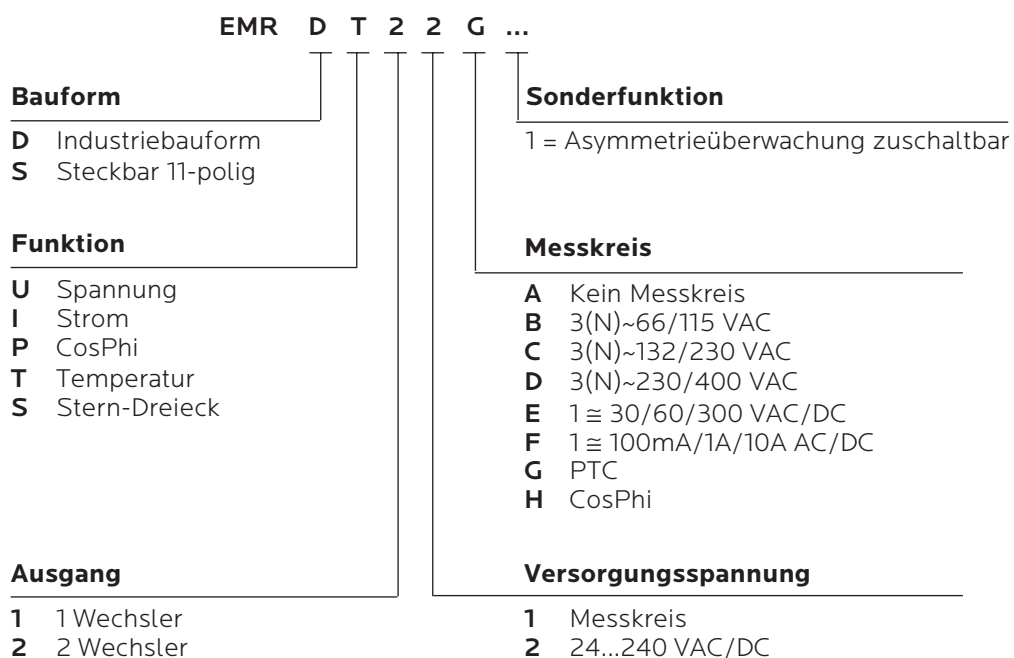 EMR D T 2 2 G ...
Bauform
D Industriebauform
S Steckbar 11-polig
Funktion
U Spannung
I Strom
P CosPhi
T Temperatur
S Stern-Dreieck
Ausgang
1 1 Wechsler
2 2 Wechsler
Sonderfunktion
1 = Asymmetrieüberwachung zuschaltbar
Messkreis
A Kein Messkreis
B 3(N)~66/115 VAC
C 3(N)~132/230 VAC
D 3(N)~230/400 VAC
E 1 ≅ 30/60/300 VAC/DC
F 1 ≅ 100mA/1A/10A AC/DC
G PTC
H CosPhi
Versorgungsspannung
1 Messkreis
2 24...240 VAC/DC